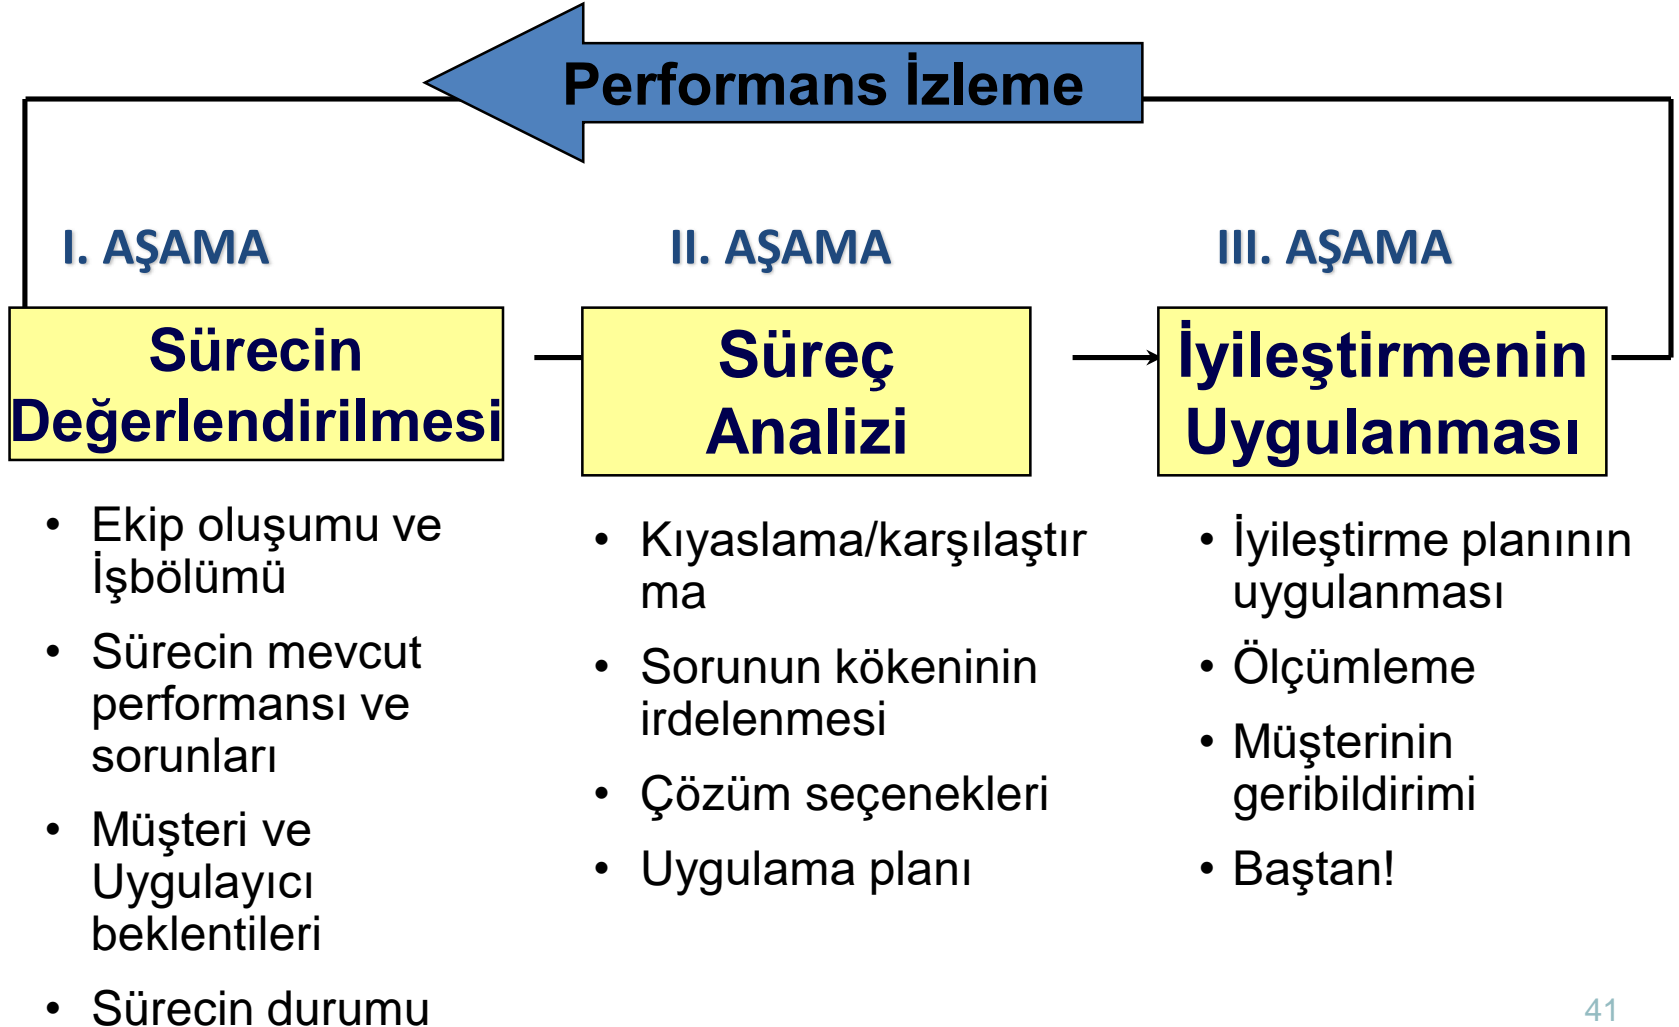 Performans İzleme
I. AŞAMA
Sürecin
Değerlendirilmesi
• Ekip oluşumu ve
İşbölümü
• Sürecin mevcut
performansı ve
sorunları
• Müşteri ve
Uygulayıcı
beklentileri
• Sürecin durumu
II. AŞAMA
Süreç
Analizi
• Kıyaslama/karşılaştır
ma
• Sorunun kökeninin
irdelenmesi
• Çözüm seçenekleri
• Uygulama planı
III. AŞAMA
İyileştirmenin
Uygulanması
• İyileştirme planının
uygulanması
• Ölçümleme
• Müşterinin
geribildirimi
• Baştan!
41